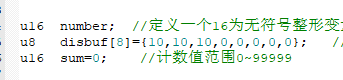 u16  number;  //定义一个16为无符号整形变
u8   disbuf[8]={10,10,10,0,0,0,0,0};   //
u16  sum=0;    //计数值范围0~99999